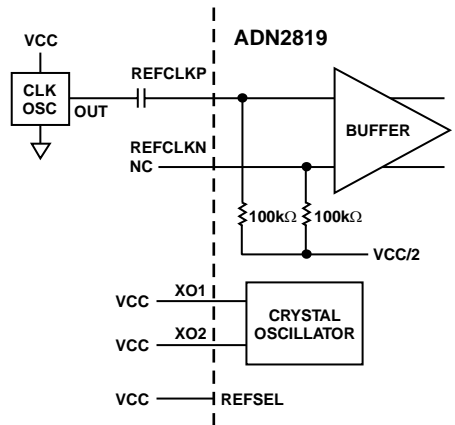 VCC
ADN2819
CLK
OSC
OUT
REFCLKP
BUFFER
REFCLKN
NC
100kΩ
100kΩ
VCC/2
VCC
XO1
VCC
XO2
CRYSTAL
OSCILLATOR
VCC
REFSEL